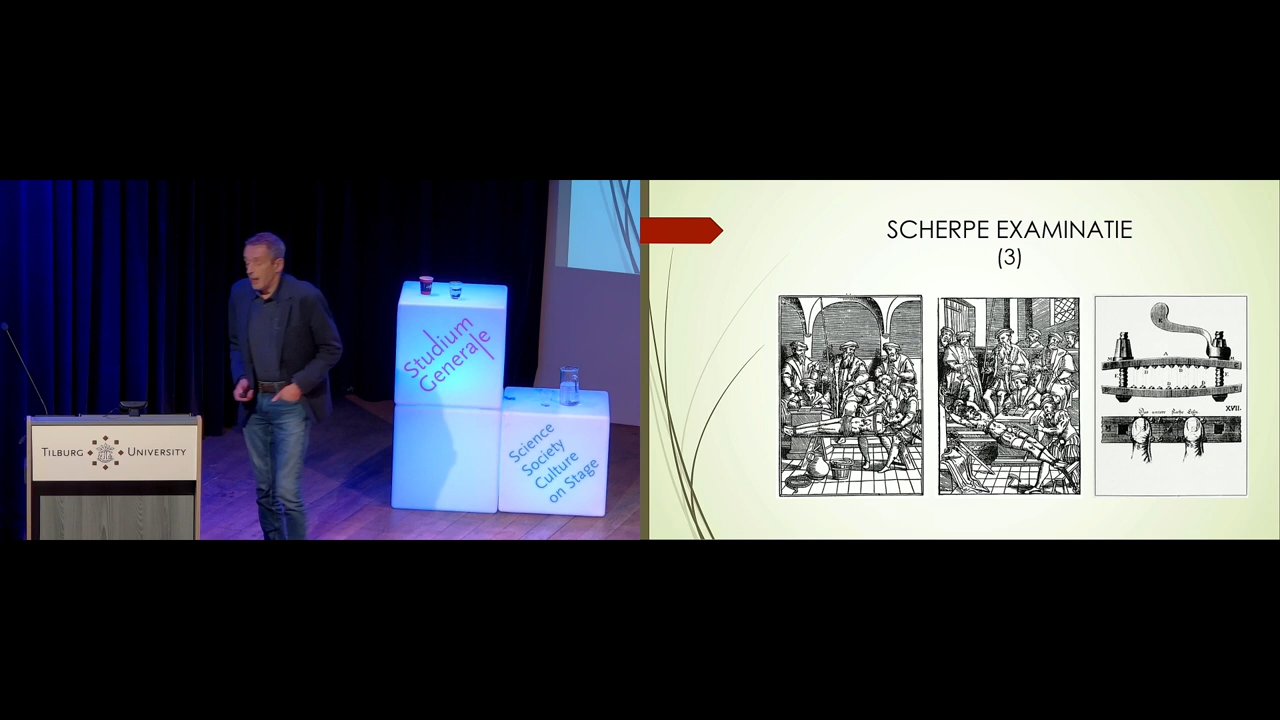 TILBURG UNIVERSITY
Studium
Generale
Science
Society
Culture
on Stage
SCHERPE EXAMINATIE
(3)
XVII.